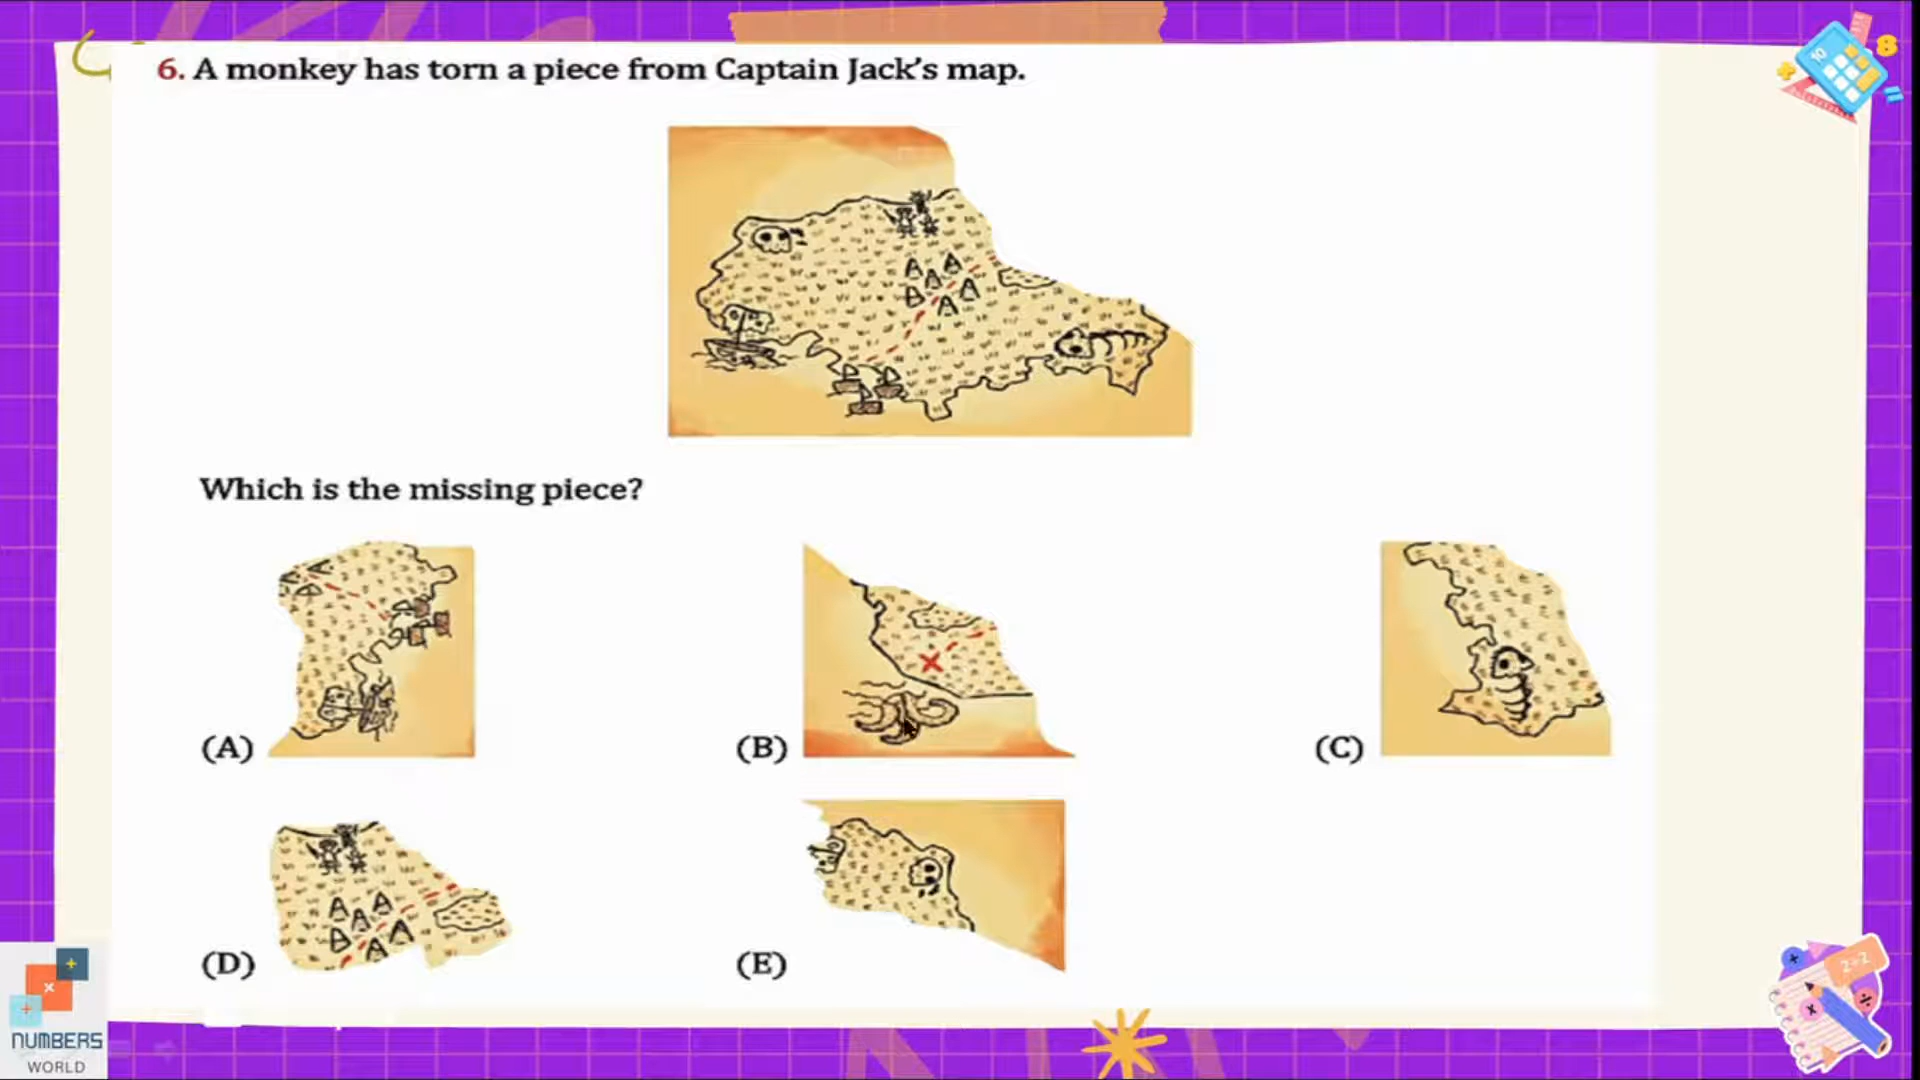 6. A monkey has torn a piece from Captain Jack's map.
Which is the missing piece?
(A)
(B)
(C)
(D)
(E)
NUMBERS
WORLD